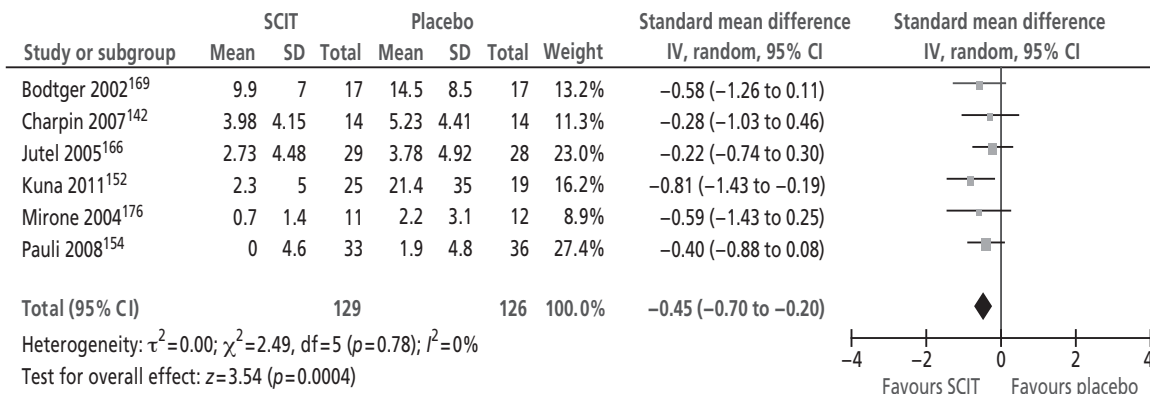 SCIT Placebo Standard mean difference Standard mean difference
Study or subgroup Mean SD Total Mean SD Total Weight IV, random, 95% CI IV, random, 95% CI
Bodtger 2002¹⁶⁹ 9.9 7 17 14.5 8.5 17 13.2% −0.58 (−1.26 to 0.11)
Charpin 2007¹⁴² 3.98 4.15 14 5.23 4.41 14 11.3% −0.28 (−1.03 to 0.46)
Jutel 2005¹⁶⁶ 2.73 4.48 29 3.78 4.92 28 23.0% −0.22 (−0.74 to 0.30)
Kuna 2011¹⁵² 2.3 5 25 21.4 35 19 16.2% −0.81 (−1.43 to −0.19)
Mirone 2004¹⁷⁶ 0.7 1.4 11 2.2 3.1 12 8.9% −0.59 (−1.43 to 0.25)
Pauli 2008¹⁵⁴ 0 4.6 33 1.9 4.8 36 27.4% −0.40 (−0.88 to 0.08)
Total (95% CI) 129 126 100.0% −0.45 (−0.70 to −0.20)
Heterogeneity: τ²=0.00; χ²=2.49, df=5 (p=0.78); I²=0%
Test for overall effect: z=3.54 (p=0.0004)
−4 −2 0 2 4
Favours SCIT Favours placebo